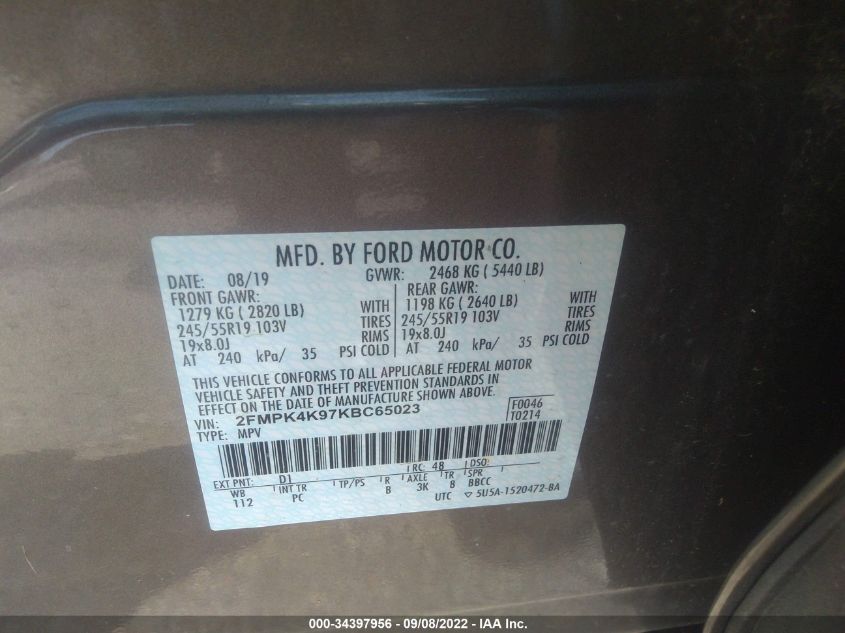 MFD. BY FORD MOTOR CO.
DATE: 08/19 GVWR: 2468 KG ( 5440 LB)
FRONT GAWR: REAR GAWR:
1279 KG ( 2820 LB) WITH 1198 KG ( 2640 LB) WITH
245/55R19 103V TIRES 245/55R19 103V TIRES
19x8.0J RIMS 19x8.0J RIMS
AT 240 kPa/ 35 PSI COLD AT 240 kPa/ 35 PSI COLD
THIS VEHICLE CONFORMS TO ALL APPLICABLE FEDERAL MOTOR
VEHICLE SAFETY AND THEFT PREVENTION STANDARDS IN
EFFECT ON THE DATE OF MANUFACTURE SHOWN ABOVE.
VIN: 2FMPK4K97KBC65023 F0046
TYPE: MPV T0214
EXT PNT: D1 RC: 48 DSO:
WB INT TR TP/PS R AXLE TR SPR
112 PC B 3K 8 BBCC
UTC ▽ 5U5A-1520472-BA
000-34397956 - 09/08/2022 - IAA Inc.